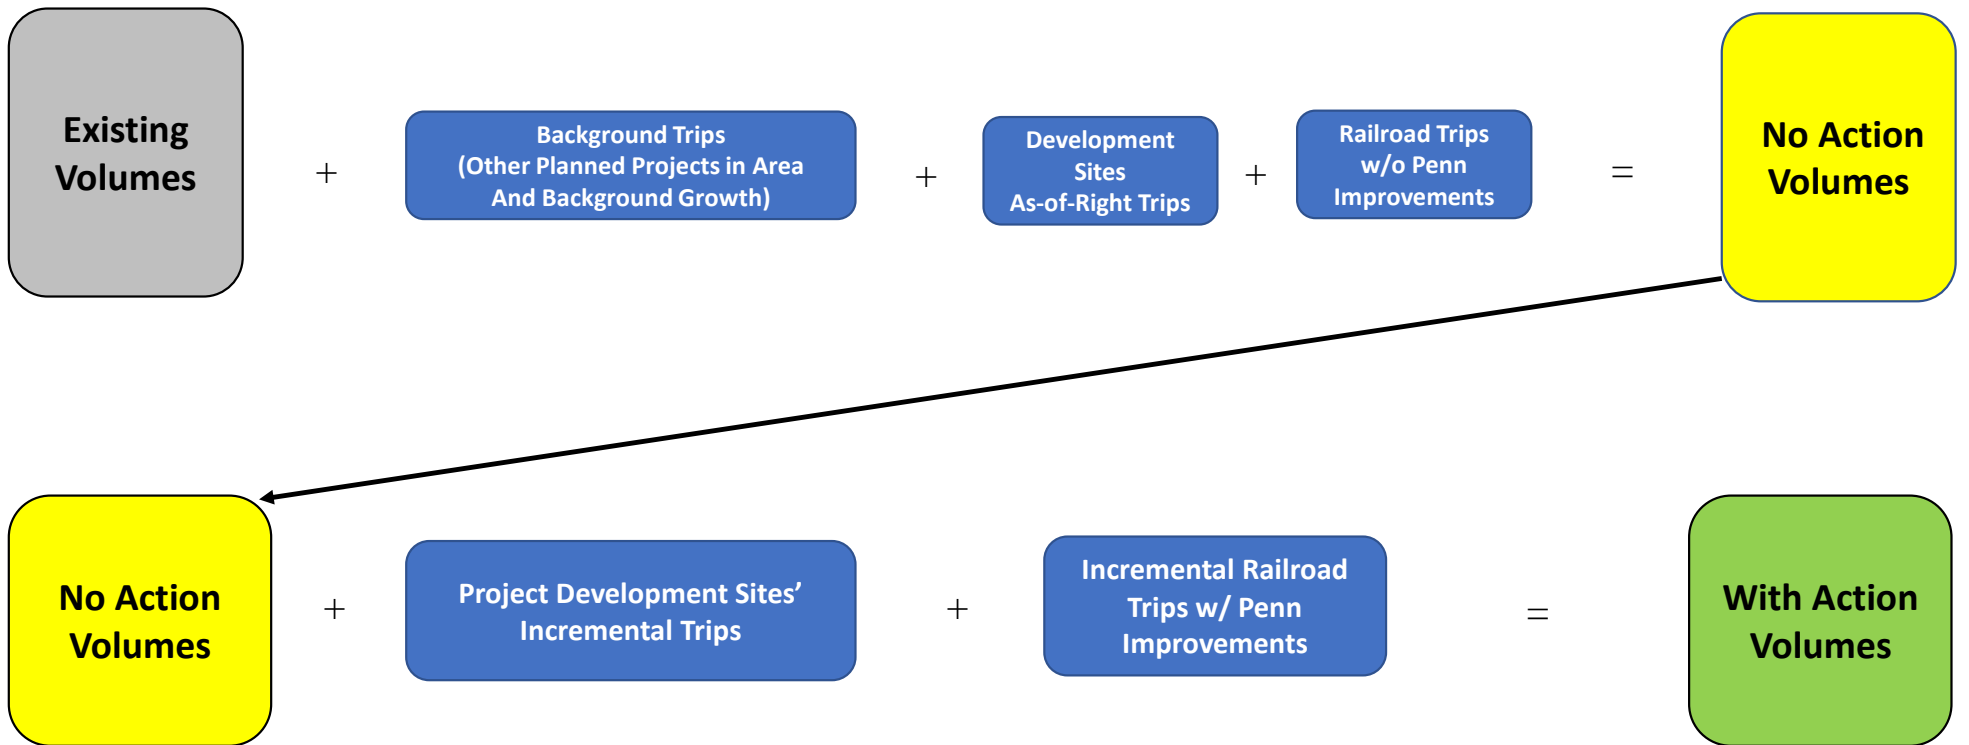 Existing
Volumes
+
Background Trips
(Other Planned Projects in Area
And Background Growth)
+
Development
Sites
As-of-Right Trips
+
Railroad Trips
w/o Penn
Improvements
=
No Action
Volumes
No Action
Volumes
+
Project Development Sites’
Incremental Trips
+
Incremental Railroad
Trips w/ Penn
Improvements
=
With Action
Volumes